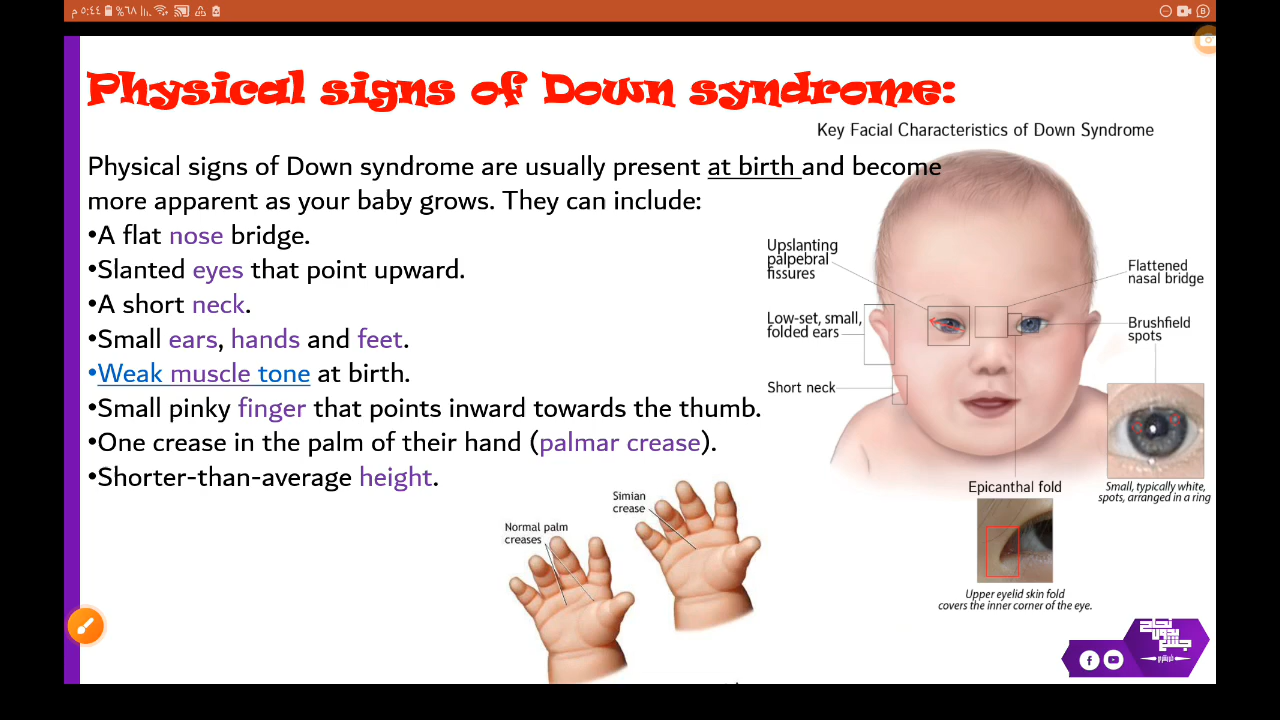 م ٥:٤٤ %٦٨
Physical signs of Down syndrome:
Key Facial Characteristics of Down Syndrome
Physical signs of Down syndrome are usually present at birth and become
more apparent as your baby grows. They can include:
•A flat nose bridge.
•Slanted eyes that point upward.
•A short neck.
•Small ears, hands and feet.
•Weak muscle tone at birth.
•Small pinky finger that points inward towards the thumb.
•One crease in the palm of their hand (palmar crease).
•Shorter-than-average height.
Upslanting
palpebral
fissures
Low-set, small,
folded ears
Short neck
Flattened
nasal bridge
Brushfield
spots
Small, typically white,
spots, arranged in a ring
Epicanthal fold
Upper eyelid skin fold
covers the inner corner of the eye.
Simian
crease
Normal palm
creases